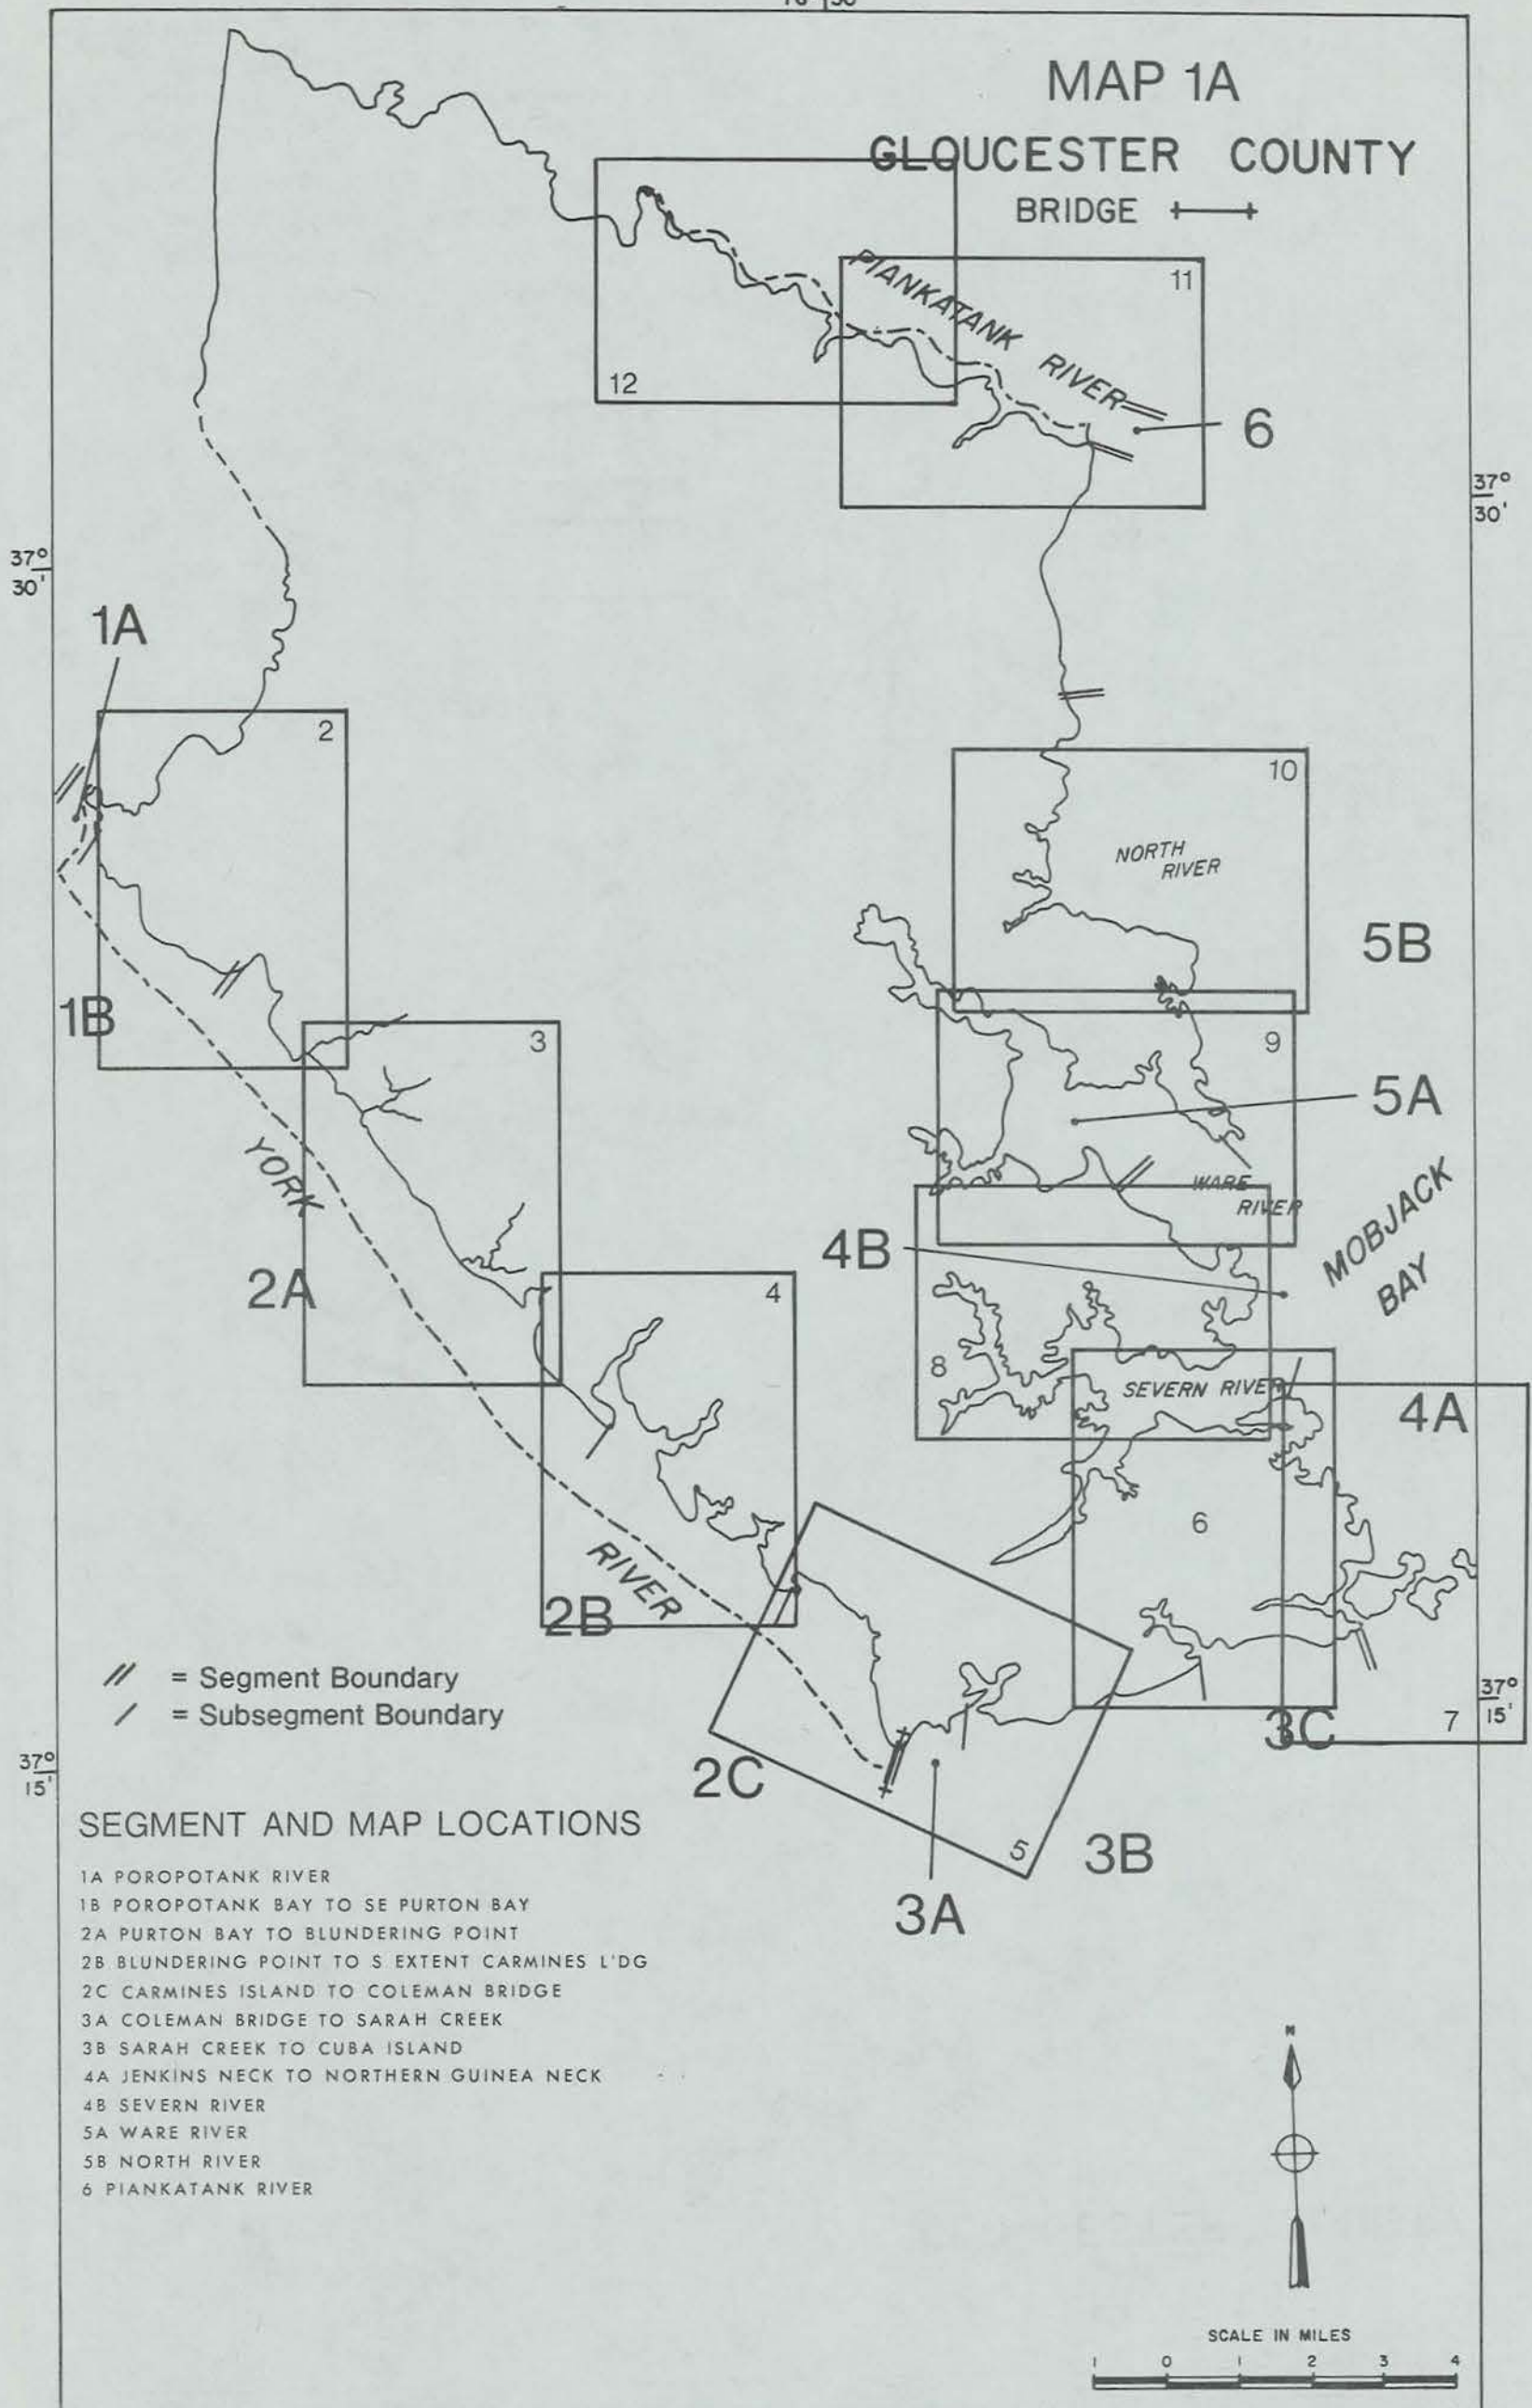 MAP 1A
GLOUCESTER COUNTY
BRIDGE
PIANKATANK RIVER
11
12
6
37°
30'
37°
30'
1A
2
10
NORTH
RIVER
5B
1B
3
9
5A
YORK
WARE
RIVER
MOBJACK
BAY
4B
2A
4
8
SEVERN RIVER
4A
6
RIVER
2B
// = Segment Boundary
/ = Subsegment Boundary
37°
15'
7
3C
37°
15'
2C
5
3B
3A
SEGMENT AND MAP LOCATIONS
1A POROPOTANK RIVER
1B POROPOTANK BAY TO SE PURTON BAY
2A PURTON BAY TO BLUNDERING POINT
2B BLUNDERING POINT TO S EXTENT CARMINES L'DG
2C CARMINES ISLAND TO COLEMAN BRIDGE
3A COLEMAN BRIDGE TO SARAH CREEK
3B SARAH CREEK TO CUBA ISLAND
4A JENKINS NECK TO NORTHERN GUINEA NECK
4B SEVERN RIVER
5A WARE RIVER
5B NORTH RIVER
6 PIANKATANK RIVER
N
SCALE IN MILES
1 0 1 2 3 4